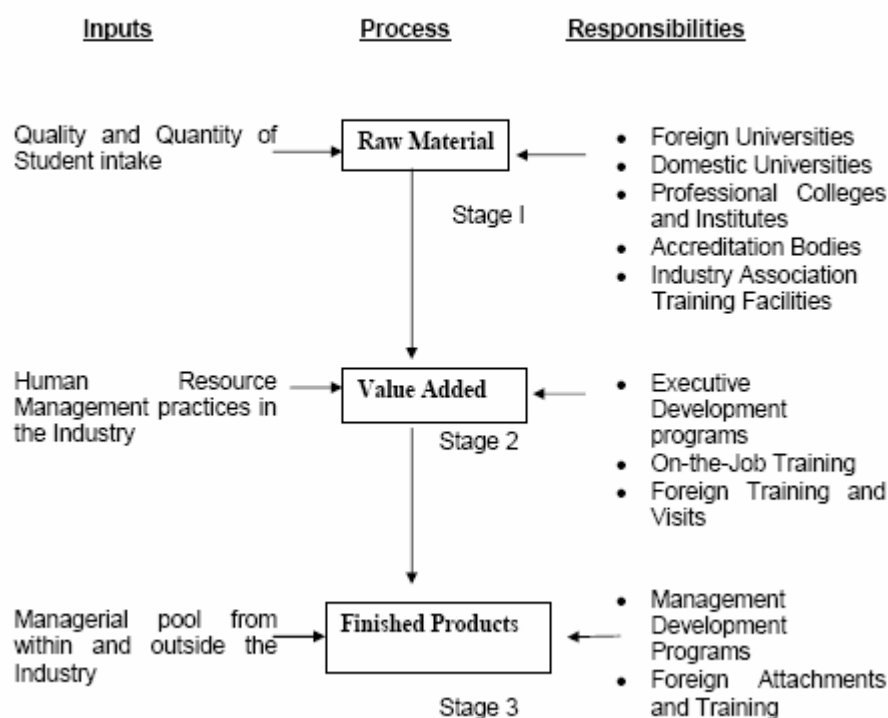 Inputs
Process
Responsibilities
Quality and Quantity of
Student intake
Raw Material
Stage I
• Foreign Universities
• Domestic Universities
• Professional Colleges
and Institutes
• Accreditation Bodies
• Industry Association
Training Facilities
Human Resource
Management practices in
the Industry
Value Added
Stage 2
• Executive
Development
programs
• On-the-Job Training
• Foreign Training and
Visits
Managerial pool from
within and outside the
Industry
Finished Products
Stage 3
• Management
Development
Programs
• Foreign Attachments
and Training